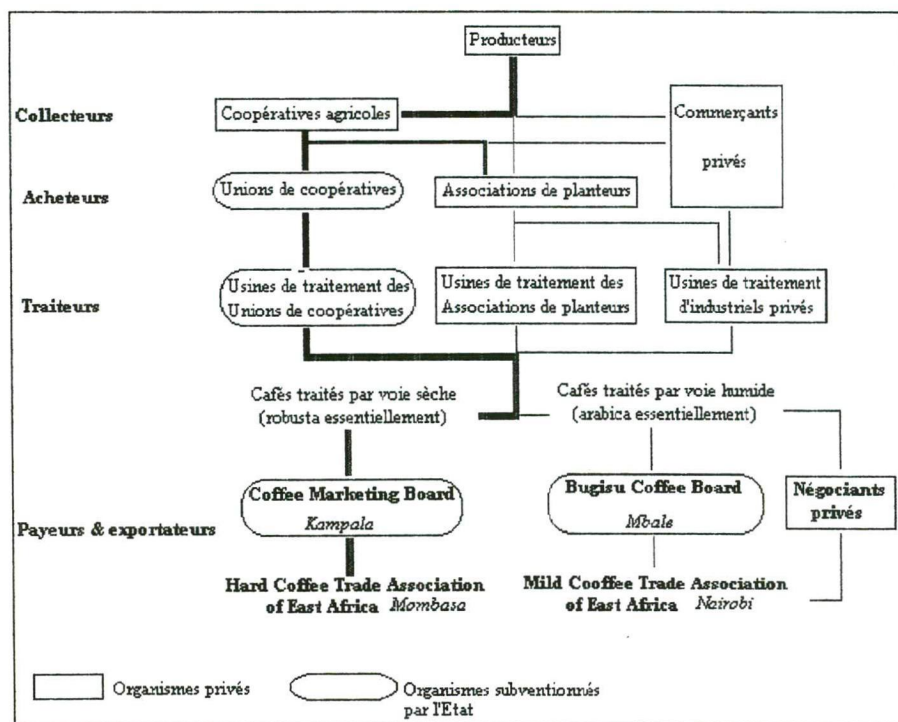 Producteurs
Collecteurs
Coopératives agricoles
Commerçants
privés
Acheteurs
Unions de coopératives
Associations de planteurs
Traiteurs
Usines de traitement des
Unions de coopératives
Usines de traitement des
Associations de planteurs
Usines de traitement
d'industriels privés
Cafés traités par voie sèche
(robusta essentiellement)
Cafés traités par voie humide
(arabica essentiellement)
Payeurs & exportateurs
Coffee Marketing Board
Kampala
Bugisu Coffee Board
Mbale
Négociants
privés
Hard Coffee Trade Association
of East Africa Mombasa
Mild Cooffee Trade Association
of East Africa Nairobi
Organismes privés
Organismes subventionnés
par l'Etat